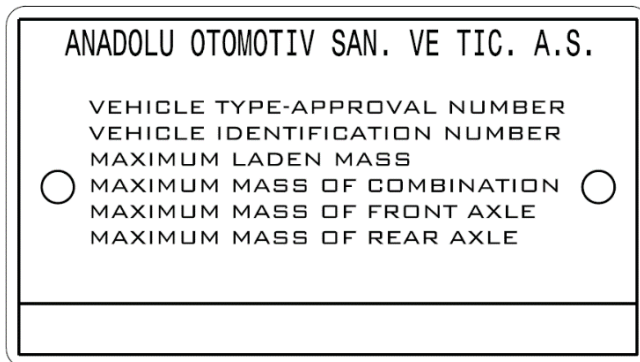 ANADOLU OTOMOTIV SAN. VE TIC. A.S.
VEHICLE TYPE-APPROVAL NUMBER
VEHICLE IDENTIFICATION NUMBER
MAXIMUM LADEN MASS
MAXIMUM MASS OF COMBINATION
MAXIMUM MASS OF FRONT AXLE
MAXIMUM MASS OF REAR AXLE